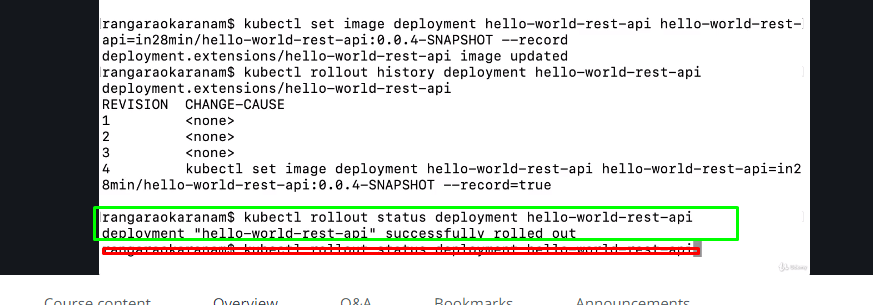 rangaraokaranam$ kubectl set image deployment hello-world-rest-api hello-world-rest-
api=in28min/hello-world-rest-api:0.0.4-SNAPSHOT --record
deployment.extensions/hello-world-rest-api image updated
rangaraokaranam$ kubectl rollout history deployment hello-world-rest-api
deployment.extensions/hello-world-rest-api
REVISION CHANGE-CAUSE
1 <none>
2 <none>
3 <none>
4 kubectl set image deployment hello-world-rest-api hello-world-rest-api=in2
8min/hello-world-rest-api:0.0.4-SNAPSHOT --record=true
rangaraokaranam$ kubectl rollout status deployment hello-world-rest-api
deployment "hello-world-rest-api" successfully rolled out
rangaraokaranam$ kubectl rollout status deployment hello-world-rest-api
Course content Overview Q&A Bookmarks Announcements